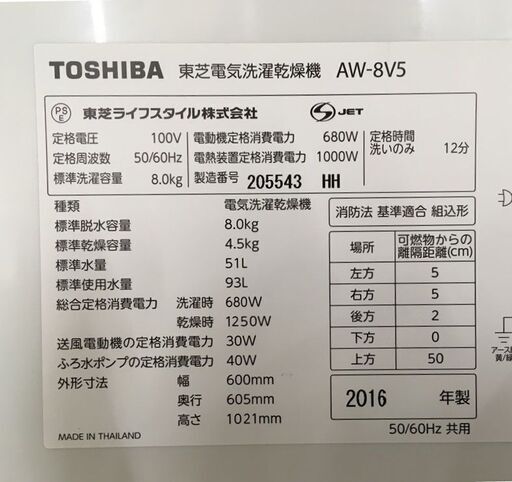 TOSHIBA 東芝電気洗濯乾燥機 AW-8V5
PS
E
東芝ライフスタイル株式会社
S JET
定格電圧 100V
定格周波数 50/60Hz
標準洗濯容量 8.0kg
電動機定格消費電力 680W
電熱装置定格消費電力 1000W
製造番号 205543 HH
定格時間
洗いのみ 12分
種類 電気洗濯乾燥機
標準脱水容量 8.0kg
標準乾燥容量 4.5kg
標準水量 51L
標準使用水量 93L
総合定格消費電力 洗濯時 680W
乾燥時 1250W
送風電動機の定格消費電力 30W
ふろ水ポンプの定格消費電力 40W
外形寸法 幅 600mm
奥行 605mm
高さ 1021mm
MADE IN THAILAND
消防法 基準適合 組込形
場所 可燃物からの
離隔距離(cm)
左方 5
右方 5
後方 2
下方 0
上方 50
2016 年製
50/60Hz 共用